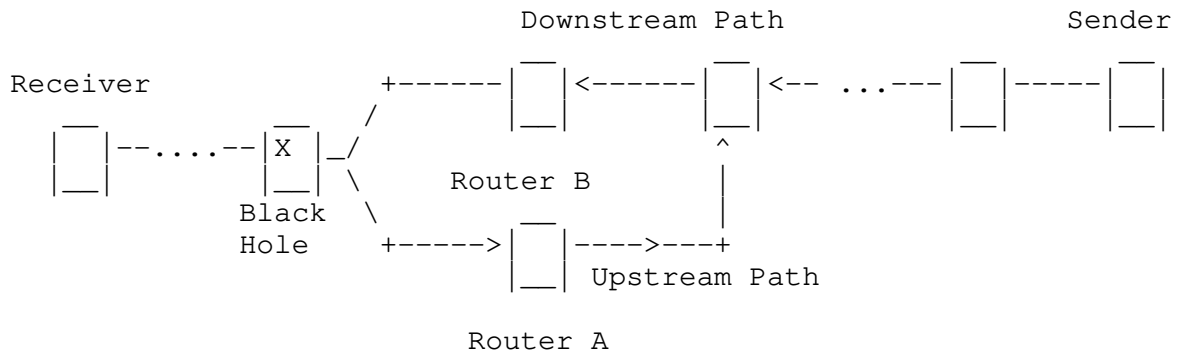 Downstream Path Sender
Receiver
X
Router B
Black
Hole
Upstream Path
Router A